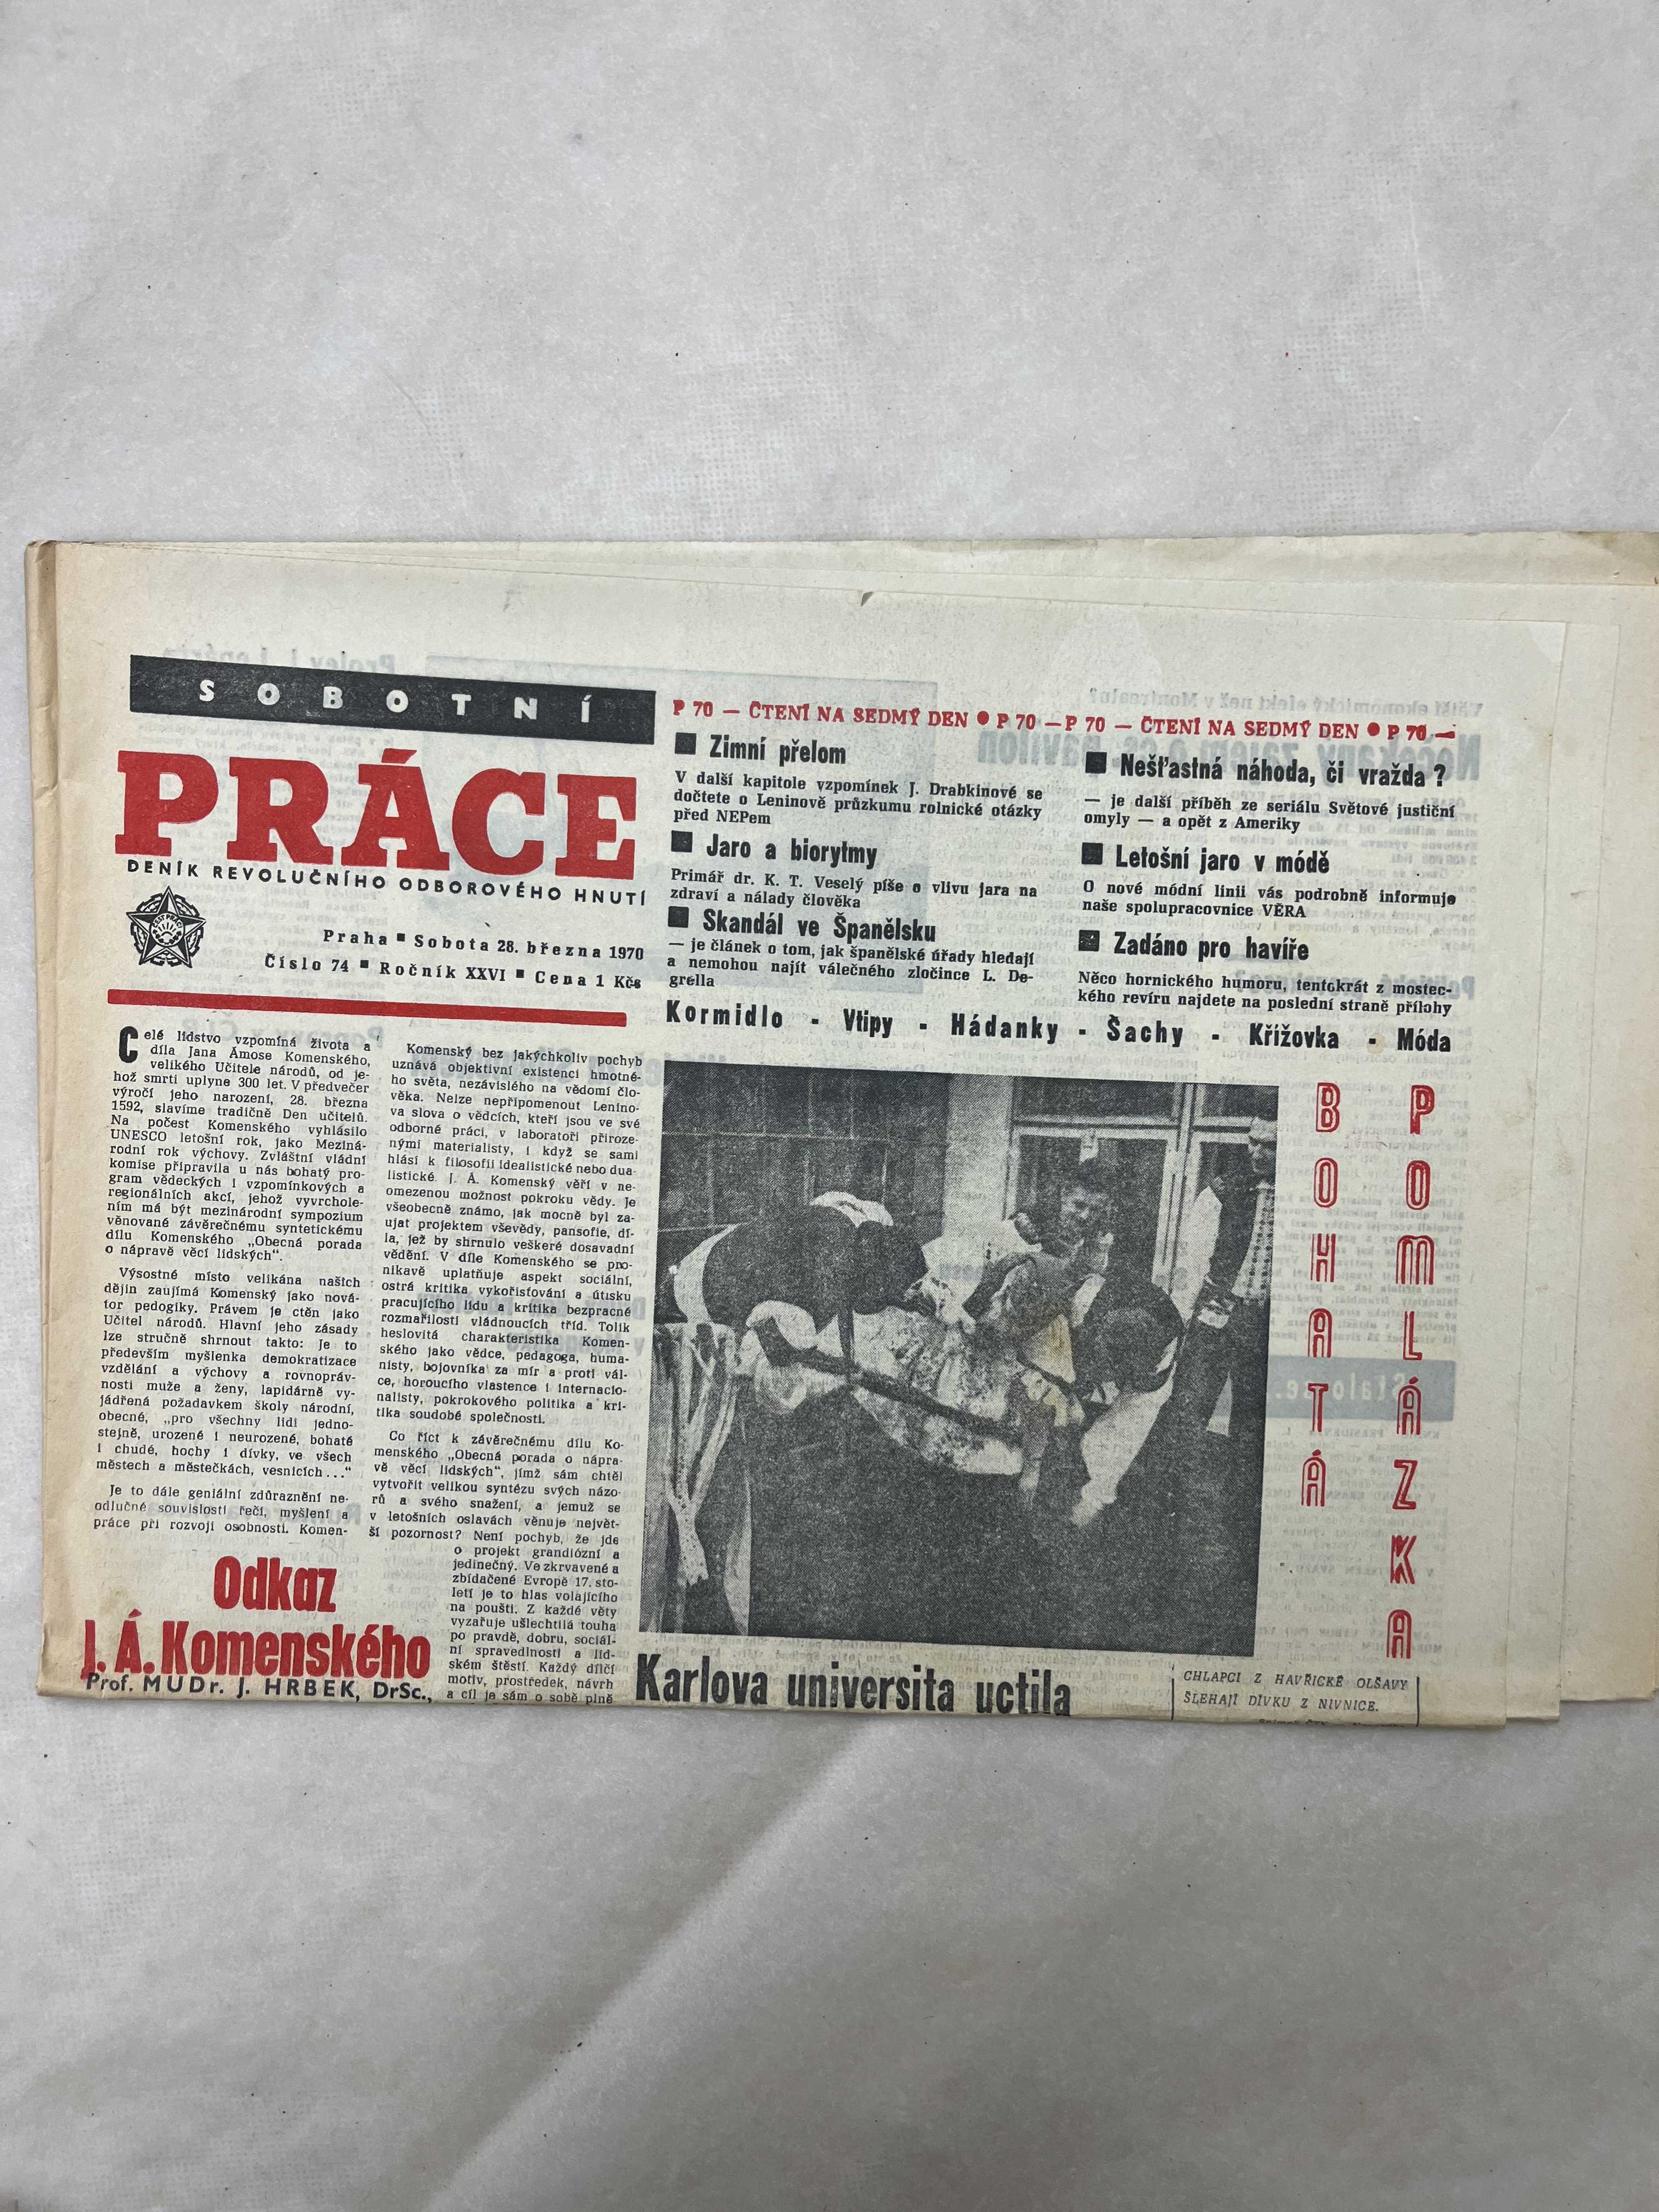 SOBOTNÍ
PRÁCE
DENÍK REVOLUČNÍHO ODBOROVÉHO HNUTÍ
Praha ■ Sobota 28. března 1970
Číslo 74 ■ Ročník XXVI ■ Cena 1 Kčs
P 70 — ČTENÍ NA SEDMÝ DEN ● P 70 — P 70 — ČTENÍ NA SEDMÝ DEN ● P 70 —
■ Zimní přelom
V další kapitole vzpomínek J. Drabkinové se
dočtete o Leninově průzkumu rolnické otázky
před NEPem
■ Jaro a biorytmy
Primář dr. K. T. Veselý píše o vlivu jara na
zdraví a nálady člověka
■ Skandál ve Španělsku
— je článek o tom, jak španělské úřady hledají
a nemohou najít válečného zločince L. De-
grella
■ Nešťastná náhoda, či vražda?
— je další příběh ze seriálu Světové justiční
omyly — a opět z Ameriky
■ Letošní jaro v módě
O nové módní linii vás podrobně informuje
naše spolupracovnice VĚRA
■ Zadáno pro havíře
Něco hornického humoru, tentokrát z mostec-
kého revíru najdete na poslední straně přílohy
Kormidlo - Vtipy - Hádanky - Šachy - Křížovka - Móda
Celé lidstvo vzpomíná života a
díla Jana Ámose Komenského,
velikého Učitele národů, od je-
hož smrti uplyne 300 let. V předvečer
výročí jeho narození, 28. března
1592, slavíme tradičně Den učitelů.
Na počest Komenského vyhlásilo
UNESCO letošní rok, jako Meziná-
rodní rok výchovy. Zvláštní vládní
komise připravila u nás bohatý pro-
gram vědeckých i vzpomínkových a
regionálních akcí, jehož vyvrchole-
ním má být mezinárodní sympozium
věnované závěrečnému syntetickému
dílu Komenského „Obecná porada
o nápravě věcí lidských“.
Výsostné místo velikána našich
dějin zaujímá Komenský jako nová-
tor pedogiky. Právem je ctěn jako
Učitel národů. Hlavní jeho zásady
lze stručně shrnout takto: Je to
především myšlenka demokratizace
vzdělání a výchovy a rovnopráv-
nosti muže a ženy, lapidárně vy-
jádřená požadavkem školy národní,
obecné, „pro všechny lidi jedno-
stejně, urozené i neurozené, bohaté
i chudé, hochy i dívky, ve všech
městech a městečkách, vesnicích...“
Je to dále geniální zdůraznění ne-
odlučné souvislosti řeči, myšlení a
práce při rozvoji osobnosti. Komen-
Komenský bez jakýchkoliv pochyb
uznává objektivní existenci hmotné-
ho světa, nezávislého na vědomí člo-
věka. Nelze nepřipomenout Lenino-
va slova o vědcích, kteří jsou ve své
odborné práci, v laboratoři přiroze-
nými materialisty, i když se sami
hlásí k filosofii idealistické nebo dua-
listické. J. A. Komenský věří v ne-
omezenou možnost pokroku vědy. Je
všeobecně známo, jak mocně byl za-
ujat projektem vševědy, pansofie, dí-
la, jež by shrnulo veškeré dosavadní
vědění. V díle Komenského se pro-
nikavě uplatňuje aspekt sociální,
ostrá kritika vykořisťování a útisku
pracujícího lidu a kritika bezpracné
rozmařilosti vládnoucích tříd. Tolik
heslovitá charakteristika Komen-
ského jako vědce, pedagoga, huma-
nisty, bojovníka za mír a proti vál-
ce, horoucího vlastence i internacio-
nalisty, pokrokového politika a kri-
tika soudobé společnosti.
Co říct k závěrečnému dílu Ko-
menského „Obecná porada o nápra-
vě věcí lidských“, jímž sám chtěl
vytvořit velikou syntézu svých názo-
rů a svého snažení, a jemuž se
v letošních oslavách věnuje největ-
ší pozornost? Není pochyb, že jde
o projekt grandiózní a
jedinečný. Ve zkrvavené a
zbídačené Evropě 17. sto-
letí je to hlas volajícího
na poušti. Z každé věty
vyzařuje ušlechtilá touha
po pravdě, dobru, sociál-
ní spravedlnosti a lid-
ském štěstí. Každý dílčí
motiv, prostředek, návrh
a cíl je sám o sobě plně
Odkaz
J. Á. Komenského
Prof. MUDr. J. HRBEK, DrSc.,
BOHATÁ
POMLÁZKA
Karlova universita uctila
CHLAPCI Z HAVŘICKÉ OLŠAVY
ŠLEHAJÍ DÍVKU Z NIVNICE.